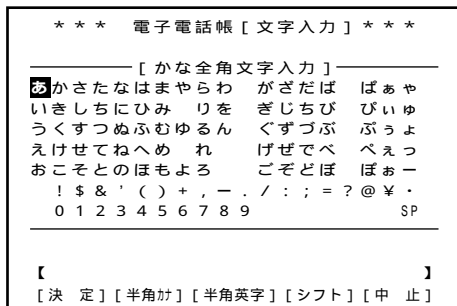 ＊＊＊ 電子電話帳[文字入力]＊＊＊
[かな全角文字入力]
あかさたなはまやらわ がざだば ぱぁゃ
いきしちにひみ りを ぎじぢび ぴぃゅ
うくすつぬふむゆるん ぐずづぶ ぷぅょ
えけせてねへめ れ げぜでべ ぺぇっ
おこそとのほもよろ ごぞどぼ ぽぉー
！＄＆’（）＋，－．／：；＝？＠￥・
０１２３４５６７８９ SP
【 】
[決 定][半角ｶﾅ][半角英字][シフト][中 止]